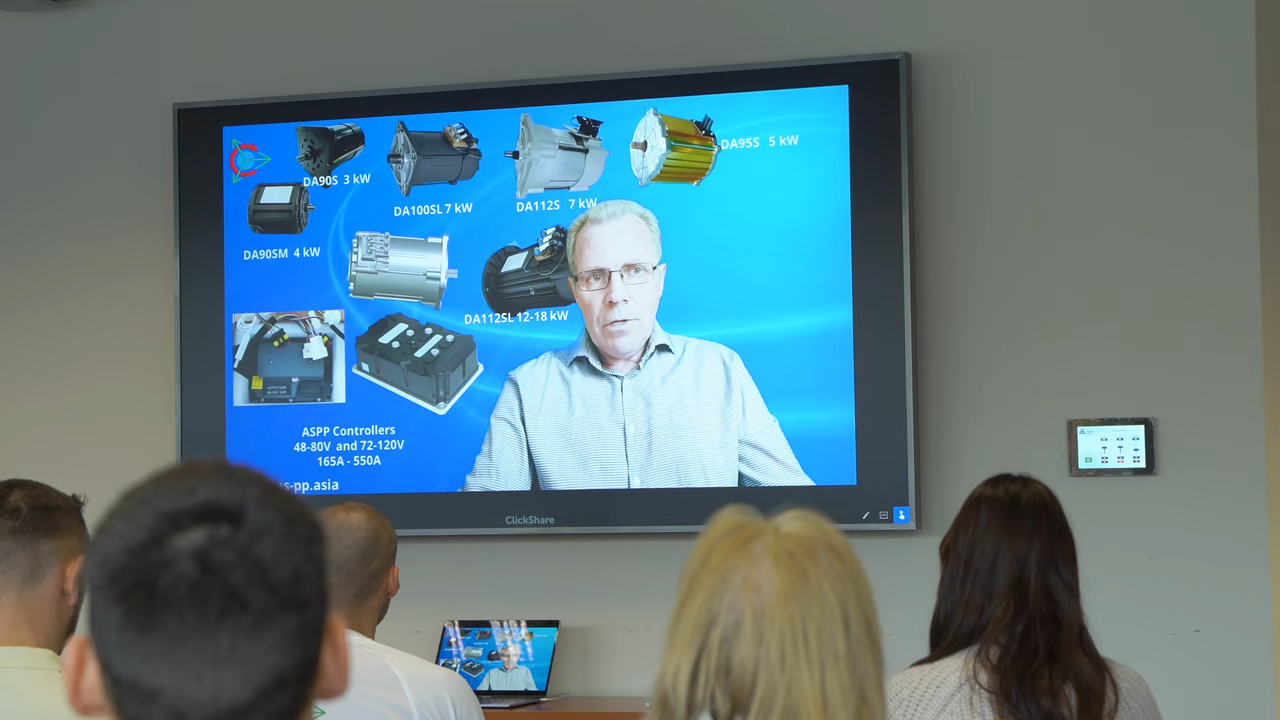 DA90S 3 kW
DA100SL 7 kW
DA112S 7 kW
DA95S 5 kW
DA90SM 4 kW
DA112SL 12-18 kW
ASPP Controllers
48-80V and 72-120V
165A - 550A
s-pp.asia
ClickShare